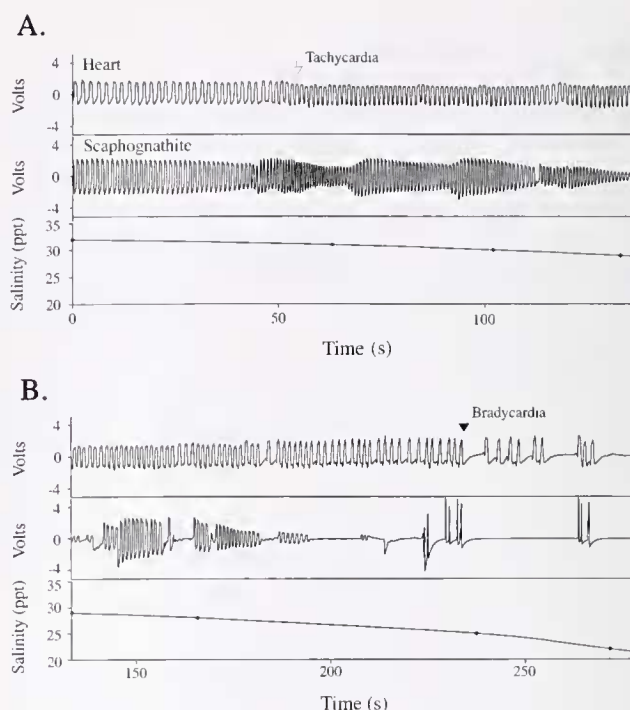 A.
4
0
-4
Volts
Heart
Tachycardia
4
0
-4
Volts
Scaphognathite
35
30
25
20
Salinity (ppt)
0
50
100
Time (s)
B.
4
0
-4
Volts
Bradycardia
4
0
-4
Volts
35
30
25
20
Salinity (ppt)
150
200
250
Time (s)